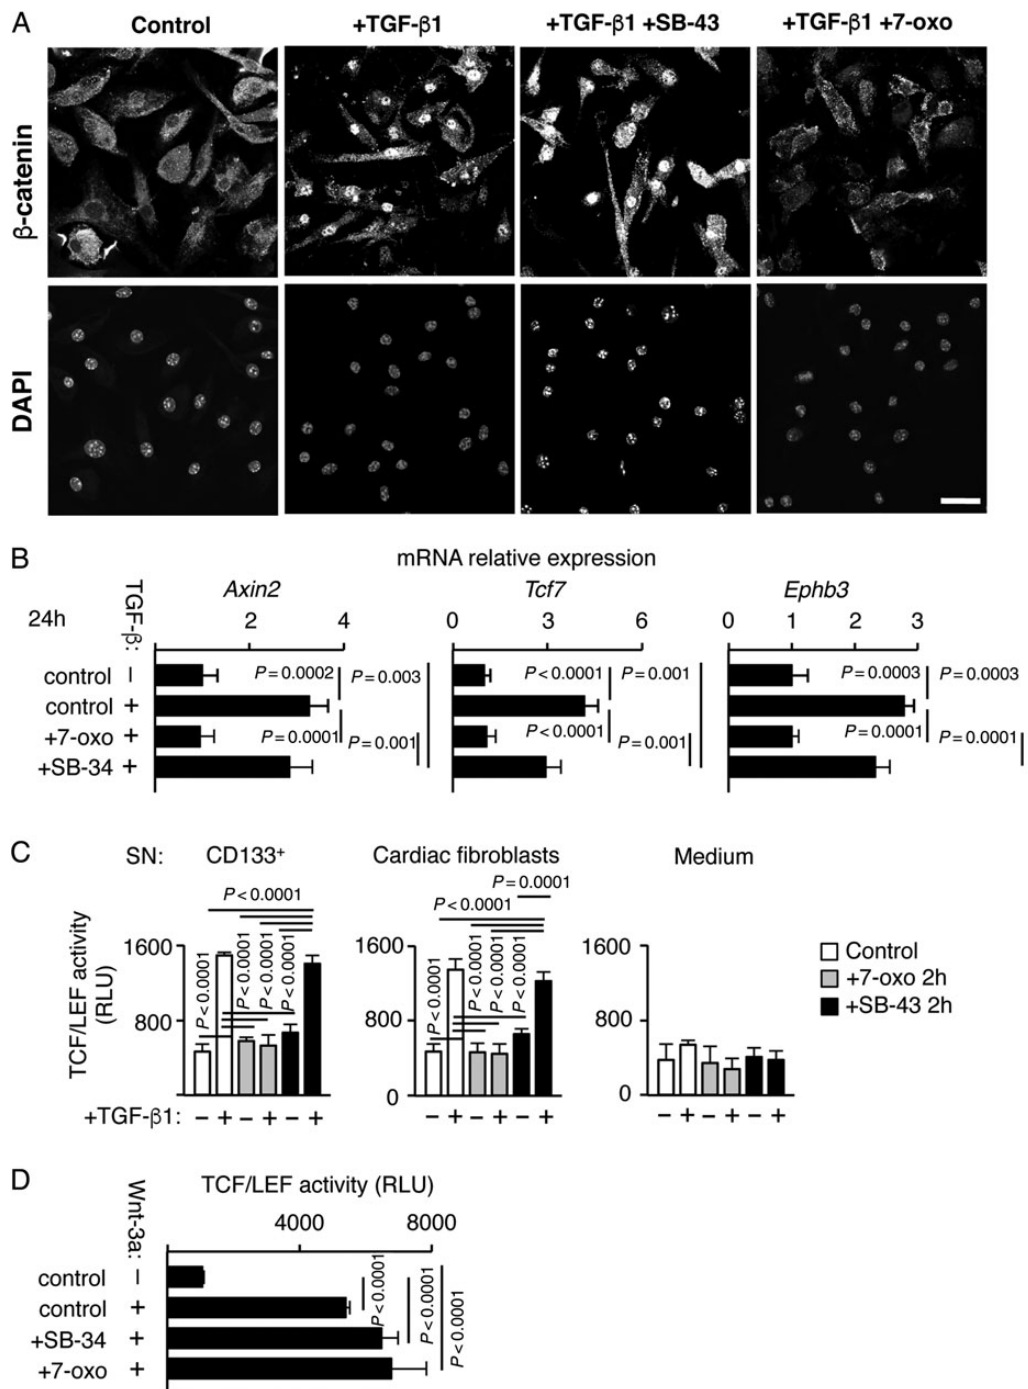 A
Control
+TGF-β1
+TGF-β1 +SB-43
+TGF-β1 +7-oxo
β-catenin
DAPI
B
mRNA relative expression
Axin2
Tcf7
Ephb3
24h
TGF-β:
2
4
0
3
6
0
1
2
3
control
–
P=0.0002
P=0.003
P<0.0001
P=0.001
P=0.0003
P=0.0003
control
+
+7-oxo
+
P=0.0001
P=0.001
P<0.0001
P=0.001
P=0.0001
P=0.0001
+SB-34
+
C
SN:
CD133+
Cardiac fibroblasts
Medium
TCF/LEF activity
(RLU)
1600
800
P<0.0001
P<0.0001
P<0.0001
P<0.0001
P<0.0001
1600
800
0
P=0.0001
P<0.0001
P<0.0001
P<0.0001
P<0.0001
P<0.0001
1600
800
0
Control
+7-oxo 2h
+SB-43 2h
+TGF-β1:
– + – + – +
– + – + – +
– + – + – +
D
TCF/LEF activity (RLU)
Wnt-3a:
4000
8000
control
–
control
+
+SB-34
+
+7-oxo
+
P<0.0001
P<0.0001
P<0.0001